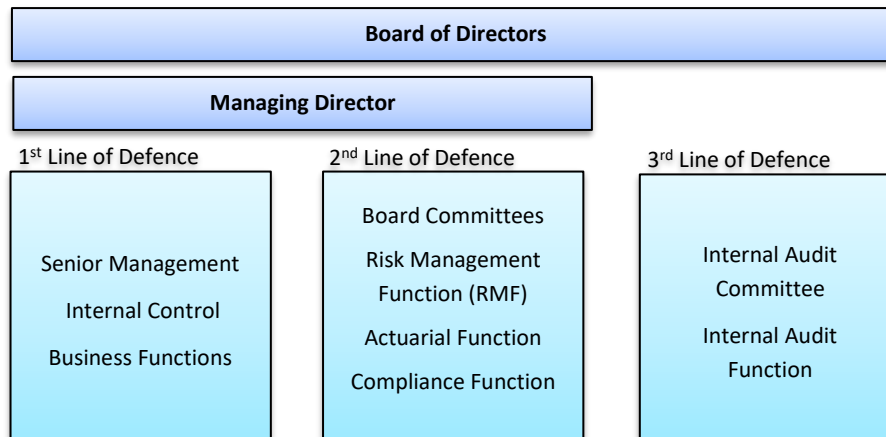 Board of Directors
Managing Director
1st Line of Defence
Senior Management
Internal Control
Business Functions
2nd Line of Defence
Board Committees
Risk Management
Function (RMF)
Actuarial Function
Compliance Function
3rd Line of Defence
Internal Audit
Committee
Internal Audit
Function